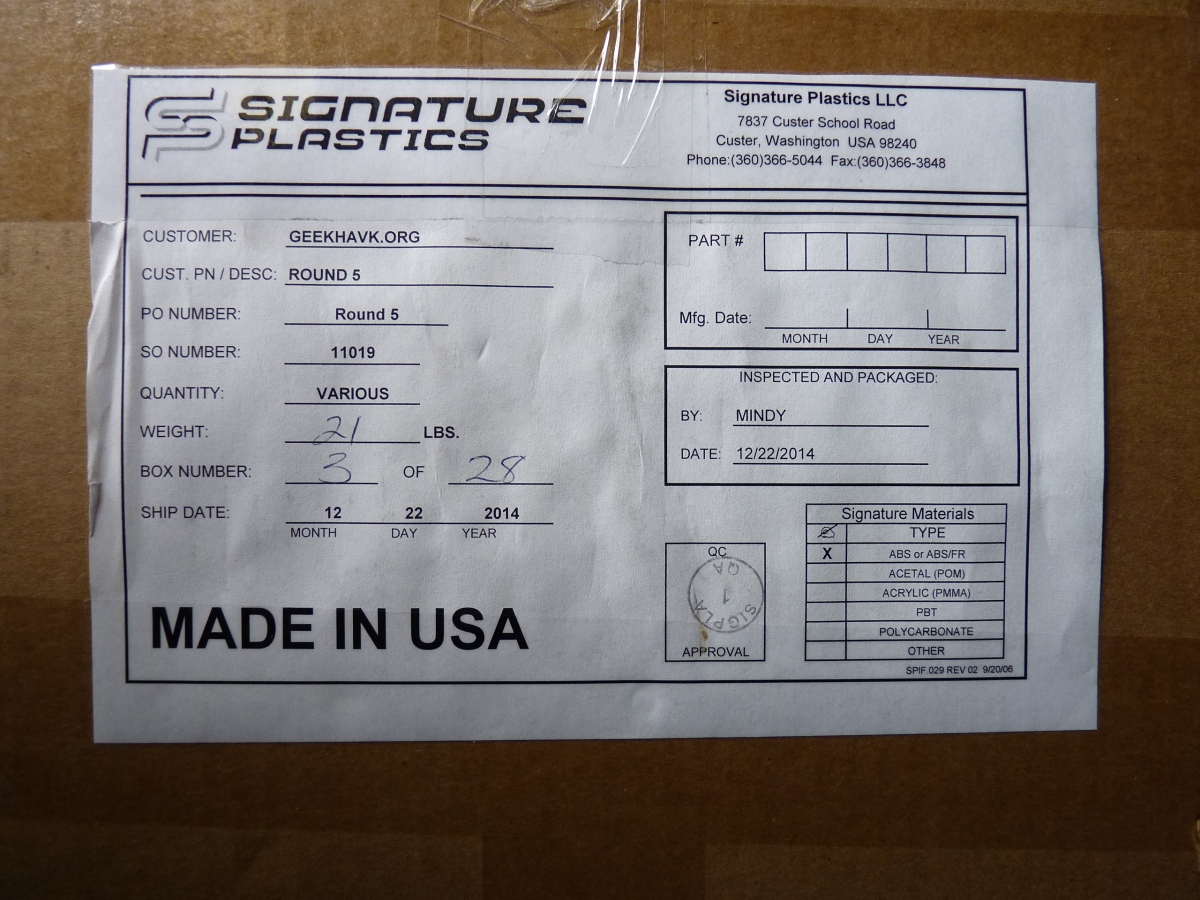 SIGNATURE
PLASTICS
Signature Plastics LLC
7837 Custer School Road
Custer, Washington USA 98240
Phone:(360)366-5044 Fax:(360)366-3848
CUSTOMER: GEEKHAVK.ORG
CUST. PN / DESC: ROUND 5
PO NUMBER: Round 5
SO NUMBER: 11019
QUANTITY: VARIOUS
WEIGHT: 21 LBS.
BOX NUMBER: 3 OF 28
SHIP DATE: 12 22 2014
MONTH DAY YEAR
MADE IN USA
PART #
Mfg. Date:
MONTH DAY YEAR
INSPECTED AND PACKAGED:
BY: MINDY
DATE: 12/22/2014
QC
SIGPLA
1
QA
APPROVAL
Signature Materials
TYPE
X ABS or ABS/FR
ACETAL (POM)
ACRYLIC (PMMA)
PBT
POLYCARBONATE
OTHER
SPIF.029 REV 02 9/20/06